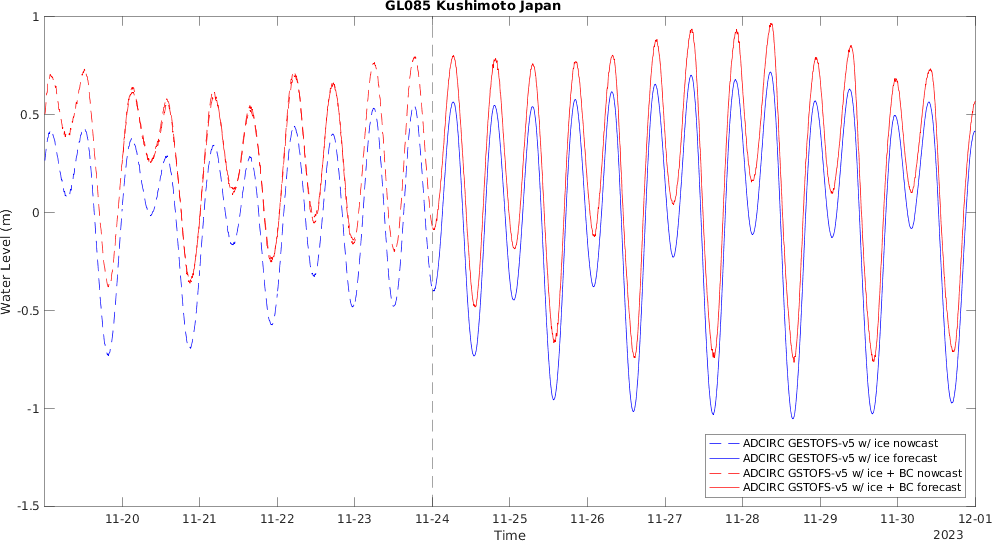 GL085 Kushimoto Japan
1
0.5
0
-0.5
-1
-1.5
Water Level (m)
11-20 11-21 11-22 11-23 11-24 11-25 11-26 11-27 11-28 11-29 11-30 12-01
Time
2023
ADCIRC GESTOFS-v5 w/ ice nowcast
ADCIRC GESTOFS-v5 w/ ice forecast
ADCIRC GSTOFS-v5 w/ ice + BC nowcast
ADCIRC GSTOFS-v5 w/ ice + BC forecast